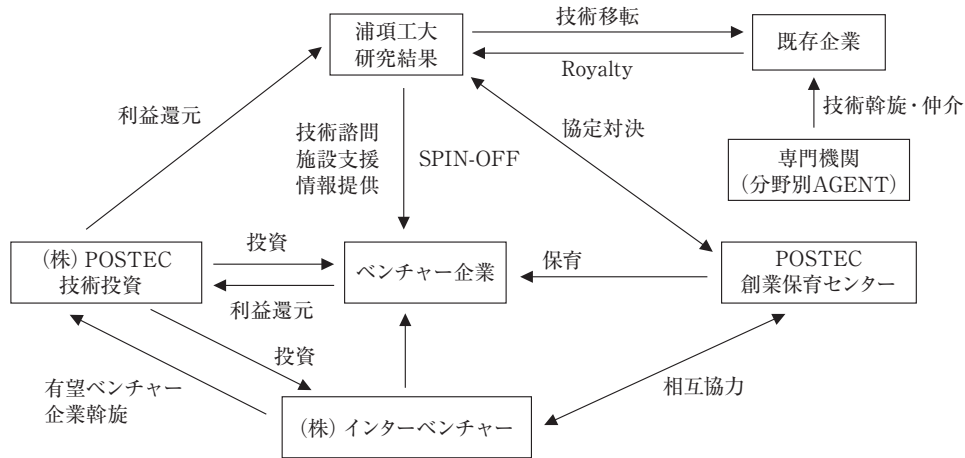 浦項工大
研究結果
技術移転
Royalty
既存企業
利益還元
技術諮問
施設支援
情報提供
SPIN-OFF
協定対決
技術斡旋・仲介
専門機関
（分野別AGENT）
（株）POSTEC
技術投資
投資
利益還元
ベンチャー企業
保育
POSTEC
創業保育センター
投資
有望ベンチャー
企業斡旋
相互協力
（株）インターベンチャー